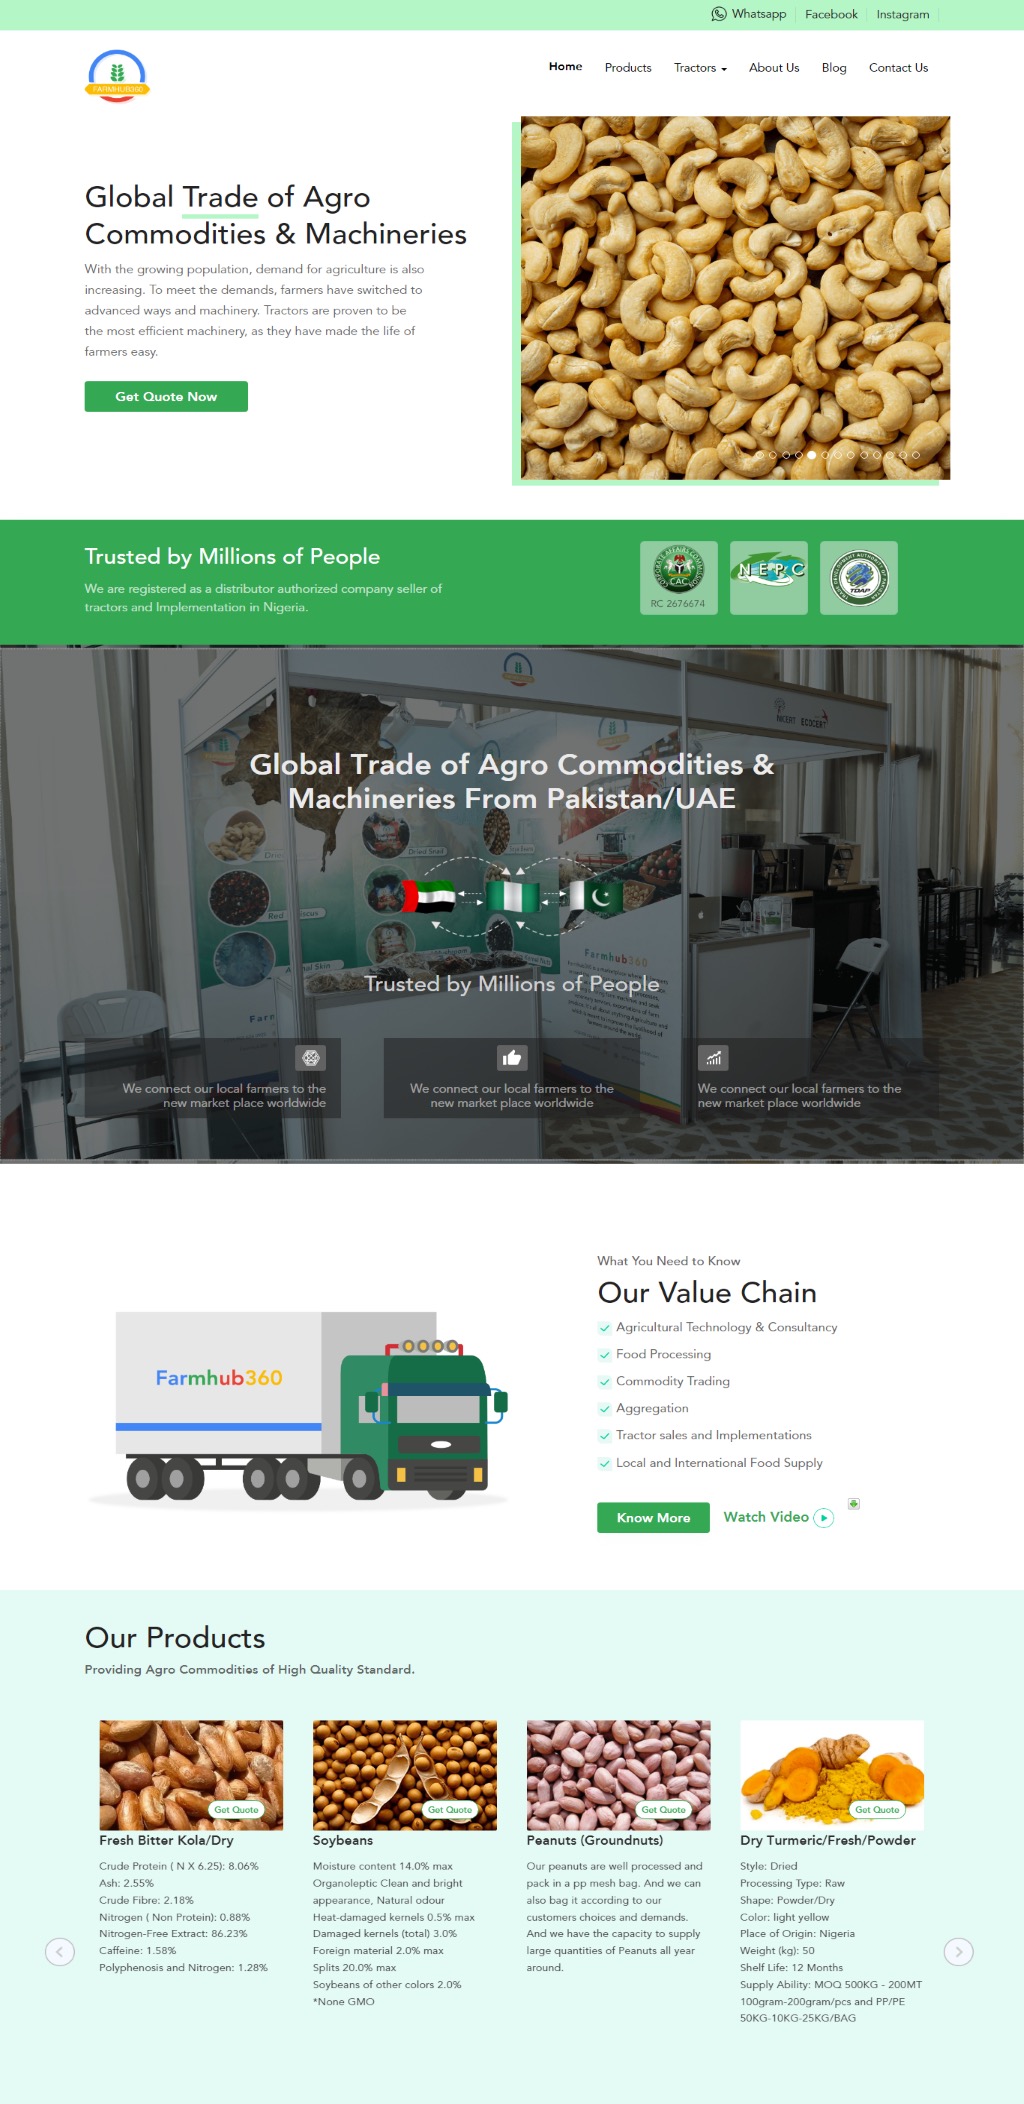 Whatsapp
Facebook
Instagram
FARMHUB360
Home
Products
Tractors
About Us
Blog
Contact Us
Global Trade of Agro
Commodities & Machineries
With the growing population, demand for agriculture is also
increasing. To meet the demands, farmers have switched to
advanced ways and machinery. Tractors are proven to be
the most efficient machinery, as they have made the life of
farmers easy.
Get Quote Now
Trusted by Millions of People
We are registered as a distributor authorized company seller of
tractors and Implementation in Nigeria.
CORPORATE AFFAIRS COMMISSION
CAC
RC 2676674
NEPC
TDAP
NICERT ECOCERT
Global Trade of Agro Commodities &
Machineries From Pakistan/UAE
Dried Snail
Farmhub360
Trusted by Millions of People
We connect our local farmers to the
new market place worldwide
We connect our local farmers to the
new market place worldwide
We connect our local farmers to the
new market place worldwide
What You Need to Know
Our Value Chain
Agricultural Technology & Consultancy
Food Processing
Commodity Trading
Aggregation
Tractor sales and Implementations
Local and International Food Supply
Know More
Watch Video
Farmhub360
Our Products
Providing Agro Commodities of High Quality Standard.
Get Quote
Fresh Bitter Kola/Dry
Crude Protein ( N X 6.25): 8.06%
Ash: 2.55%
Crude Fibre: 2.18%
Nitrogen ( Non Protein): 0.88%
Nitrogen-Free Extract: 86.23%
Caffeine: 1.58%
Polyphenosis and Nitrogen: 1.28%
Get Quote
Soybeans
Moisture content 14.0% max
Organoleptic Clean and bright
appearance, Natural odour
Heat-damaged kernels 0.5% max
Damaged kernels (total) 3.0%
Foreign material 2.0% max
Splits 20.0% max
Soybeans of other colors 2.0%
*None GMO
Get Quote
Peanuts (Groundnuts)
Our peanuts are well processed and
pack in a pp mesh bag. And we can
also bag it according to our
customers choices and demands.
And we have the capacity to supply
large quantities of Peanuts all year
around.
Get Quote
Dry Turmeric/Fresh/Powder
Style: Dried
Processing Type: Raw
Shape: Powder/Dry
Color: light yellow
Place of Origin: Nigeria
Weight (kg): 50
Shelf Life: 12 Months
Supply Ability: MOQ 500KG - 200MT
100gram-200gram/pcs and PP/PE
50KG-10KG-25KG/BAG